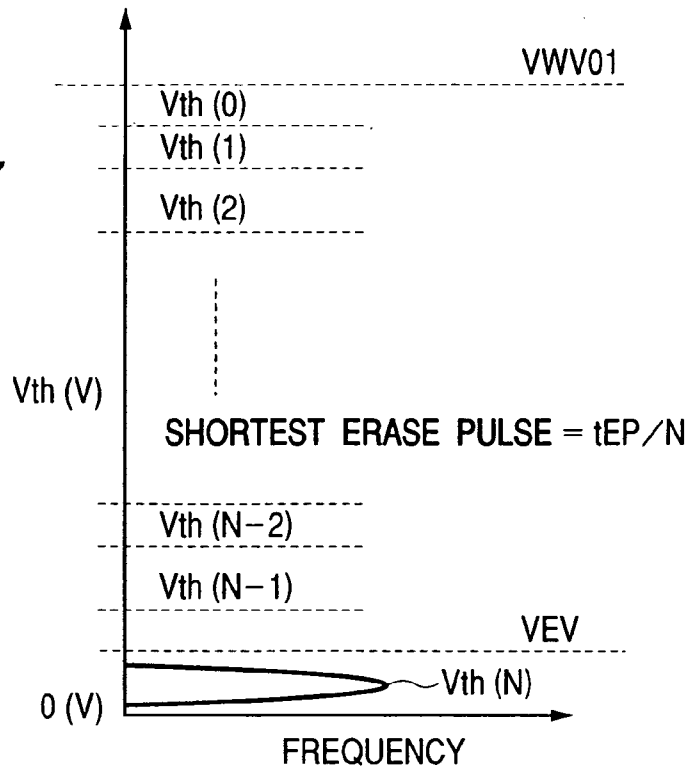 VWV01
Vth (0)
Vth (1)
Vth (2)
Vth (V)
SHORTEST ERASE PULSE = tEP/N
Vth (N-2)
Vth (N-1)
VEV
Vth (N)
0 (V)
FREQUENCY